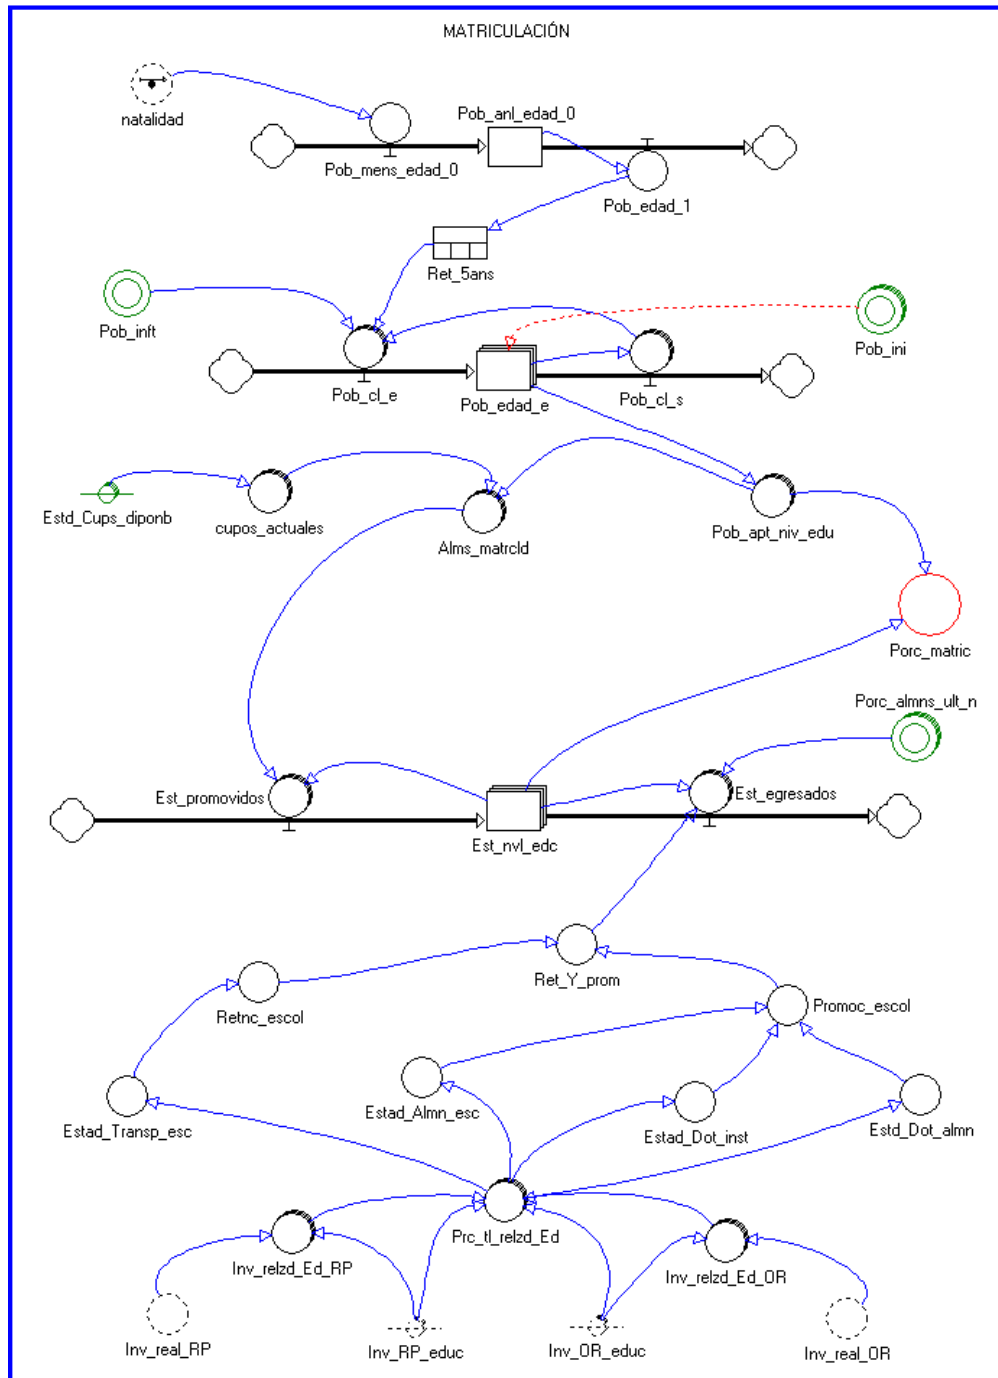 MATRICULACIÓN
natalidad
Pob_anl_edad_0
Pob_mens_edad_0
Pob_edad_1
Ret_5ans
Pob_inft
Pob_ini
Pob_cl_e
Pob_edad_e
Pob_cl_s
Estd_Cups_diponb
cupos_actuales
Alms_matrcld
Pob_apt_niv_edu
Porc_matric
Porc_almns_ult_n
Est_promovidos
Est_egresados
Est_nvl_edc
Ret_Y_prom
Retnc_escol
Promoc_escol
Estad_Transp_esc
Estad_Almn_esc
Estad_Dot_inst
Estd_Dot_almn
Prc_tl_relzd_Ed
Inv_relzd_Ed_RP
Inv_relzd_Ed_OR
Inv_real_RP
Inv_RP_educ
Inv_OR_educ
Inv_real_OR